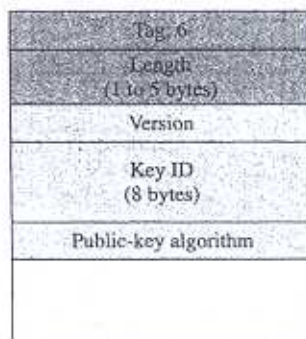 Tag: 6
Length
(1 to 5 bytes)
Version
Key ID
(8 bytes)
Public-key algorithm